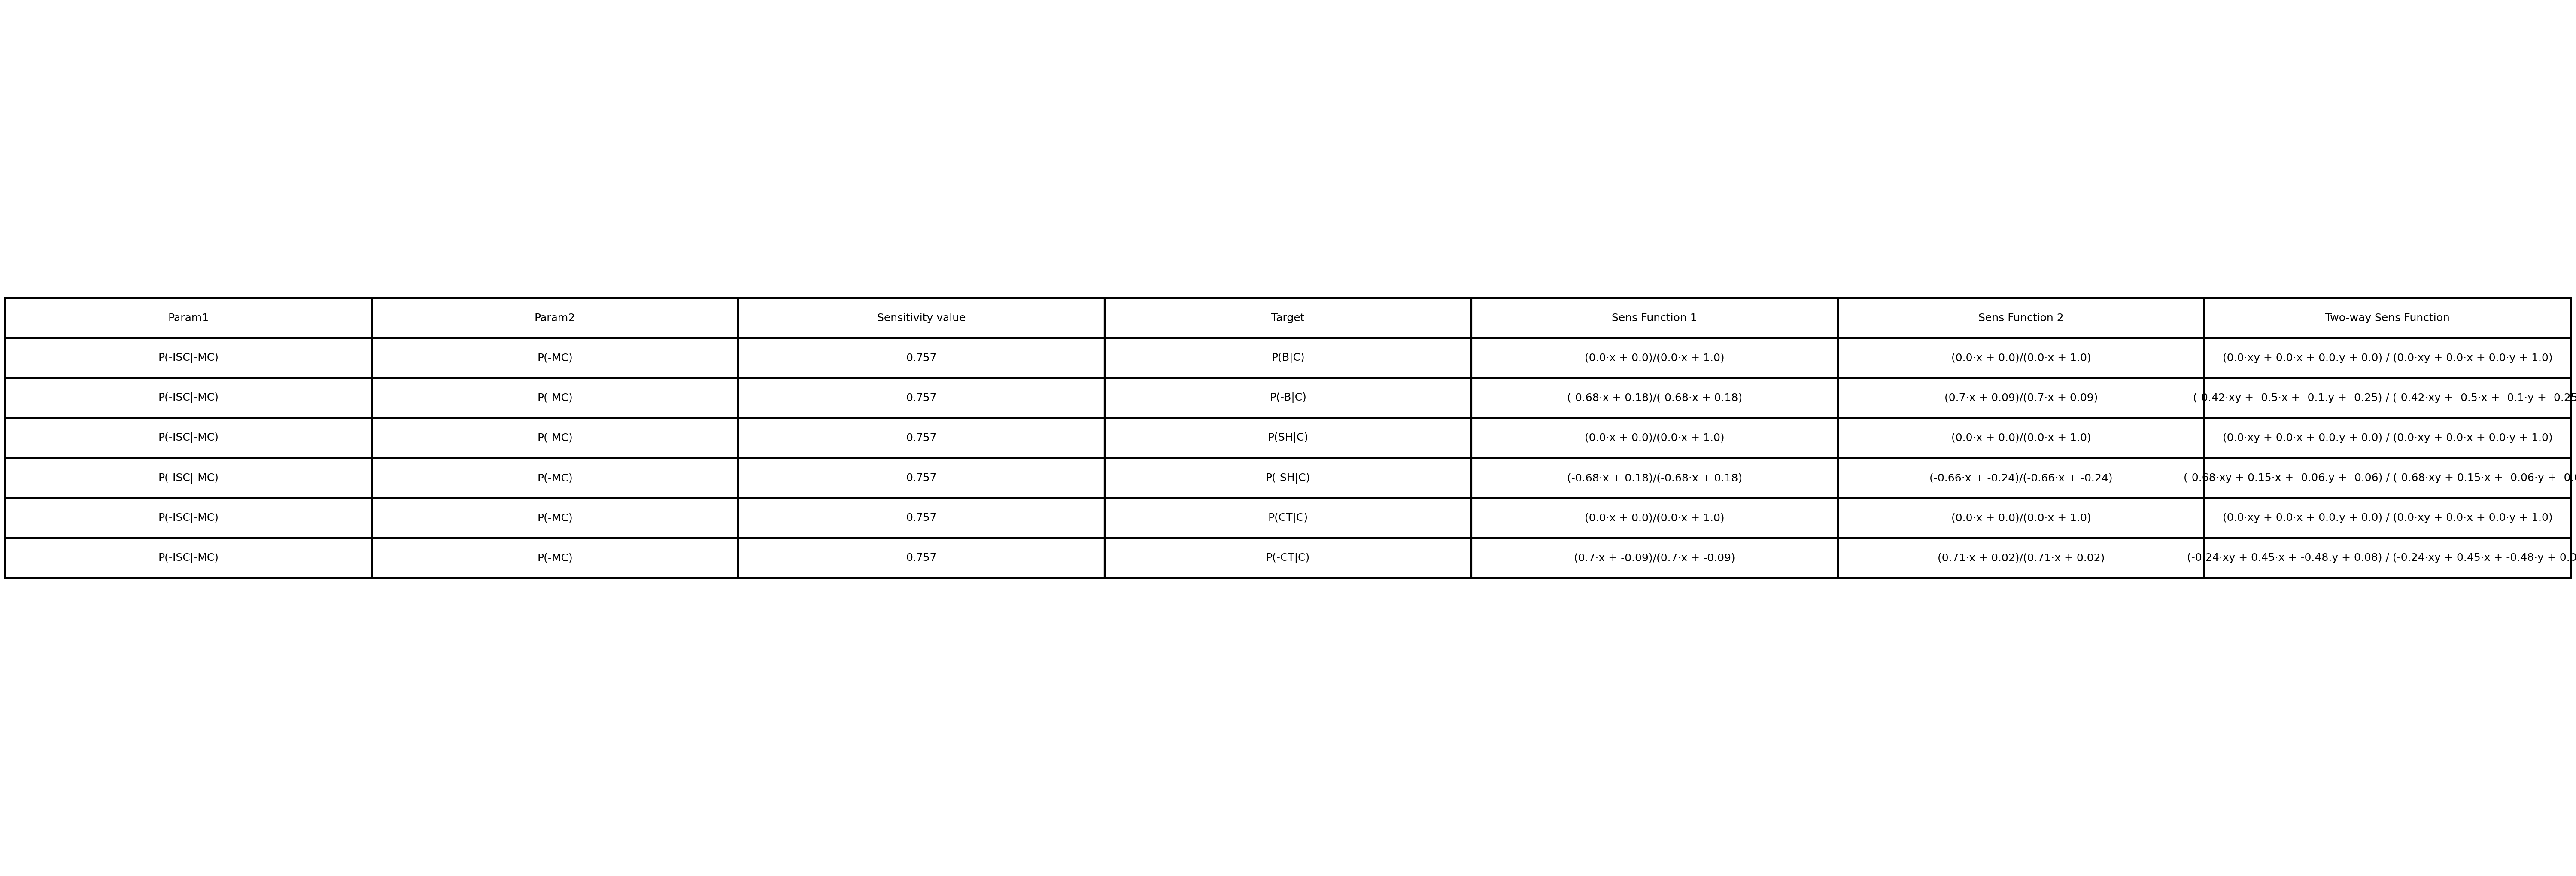 Param1 Param2 Sensitivity value Target Sens Function 1 Sens Function 2 Two-way Sens Function
P(-ISC|-MC) P(-MC) 0.757 P(B|C) (0.0·x + 0.0)/(0.0·x + 1.0) (0.0·x + 0.0)/(0.0·x + 1.0) (0.0·xy + 0.0·x + 0.0.y + 0.0) / (0.0·xy + 0.0·x + 0.0·y + 1.0)
P(-ISC|-MC) P(-MC) 0.757 P(-B|C) (-0.68·x + 0.18)/(-0.68·x + 0.18) (0.7·x + 0.09)/(0.7·x + 0.09) (-0.42·xy + -0.5·x + -0.1.y + -0.25) / (-0.42·xy + -0.5·x + -0.1·y + -0.25
P(-ISC|-MC) P(-MC) 0.757 P(SH|C) (0.0·x + 0.0)/(0.0·x + 1.0) (0.0·x + 0.0)/(0.0·x + 1.0) (0.0·xy + 0.0·x + 0.0.y + 0.0) / (0.0·xy + 0.0·x + 0.0·y + 1.0)
P(-ISC|-MC) P(-MC) 0.757 P(-SH|C) (-0.68·x + 0.18)/(-0.68·x + 0.18) (-0.66·x + -0.24)/(-0.66·x + -0.24) (-0.68·xy + 0.15·x + -0.06.y + -0.06) / (-0.68·xy + 0.15·x + -0.06·y +
P(-ISC|-MC) P(-MC) 0.757 P(CT|C) (0.0·x + 0.0)/(0.0·x + 1.0) (0.0·x + 0.0)/(0.0·x + 1.0) (0.0·xy + 0.0·x + 0.0.y + 0.0) / (0.0·xy + 0.0·x + 0.0·y + 1.0)
P(-ISC|-MC) P(-MC) 0.757 P(-CT|C) (0.7·x + -0.09)/(0.7·x + -0.09) (0.71·x + 0.02)/(0.71·x + 0.02) (-0.24·xy + 0.45·x + -0.48.y + 0.08) / (-0.24·xy + 0.45·x + -0.48·y +